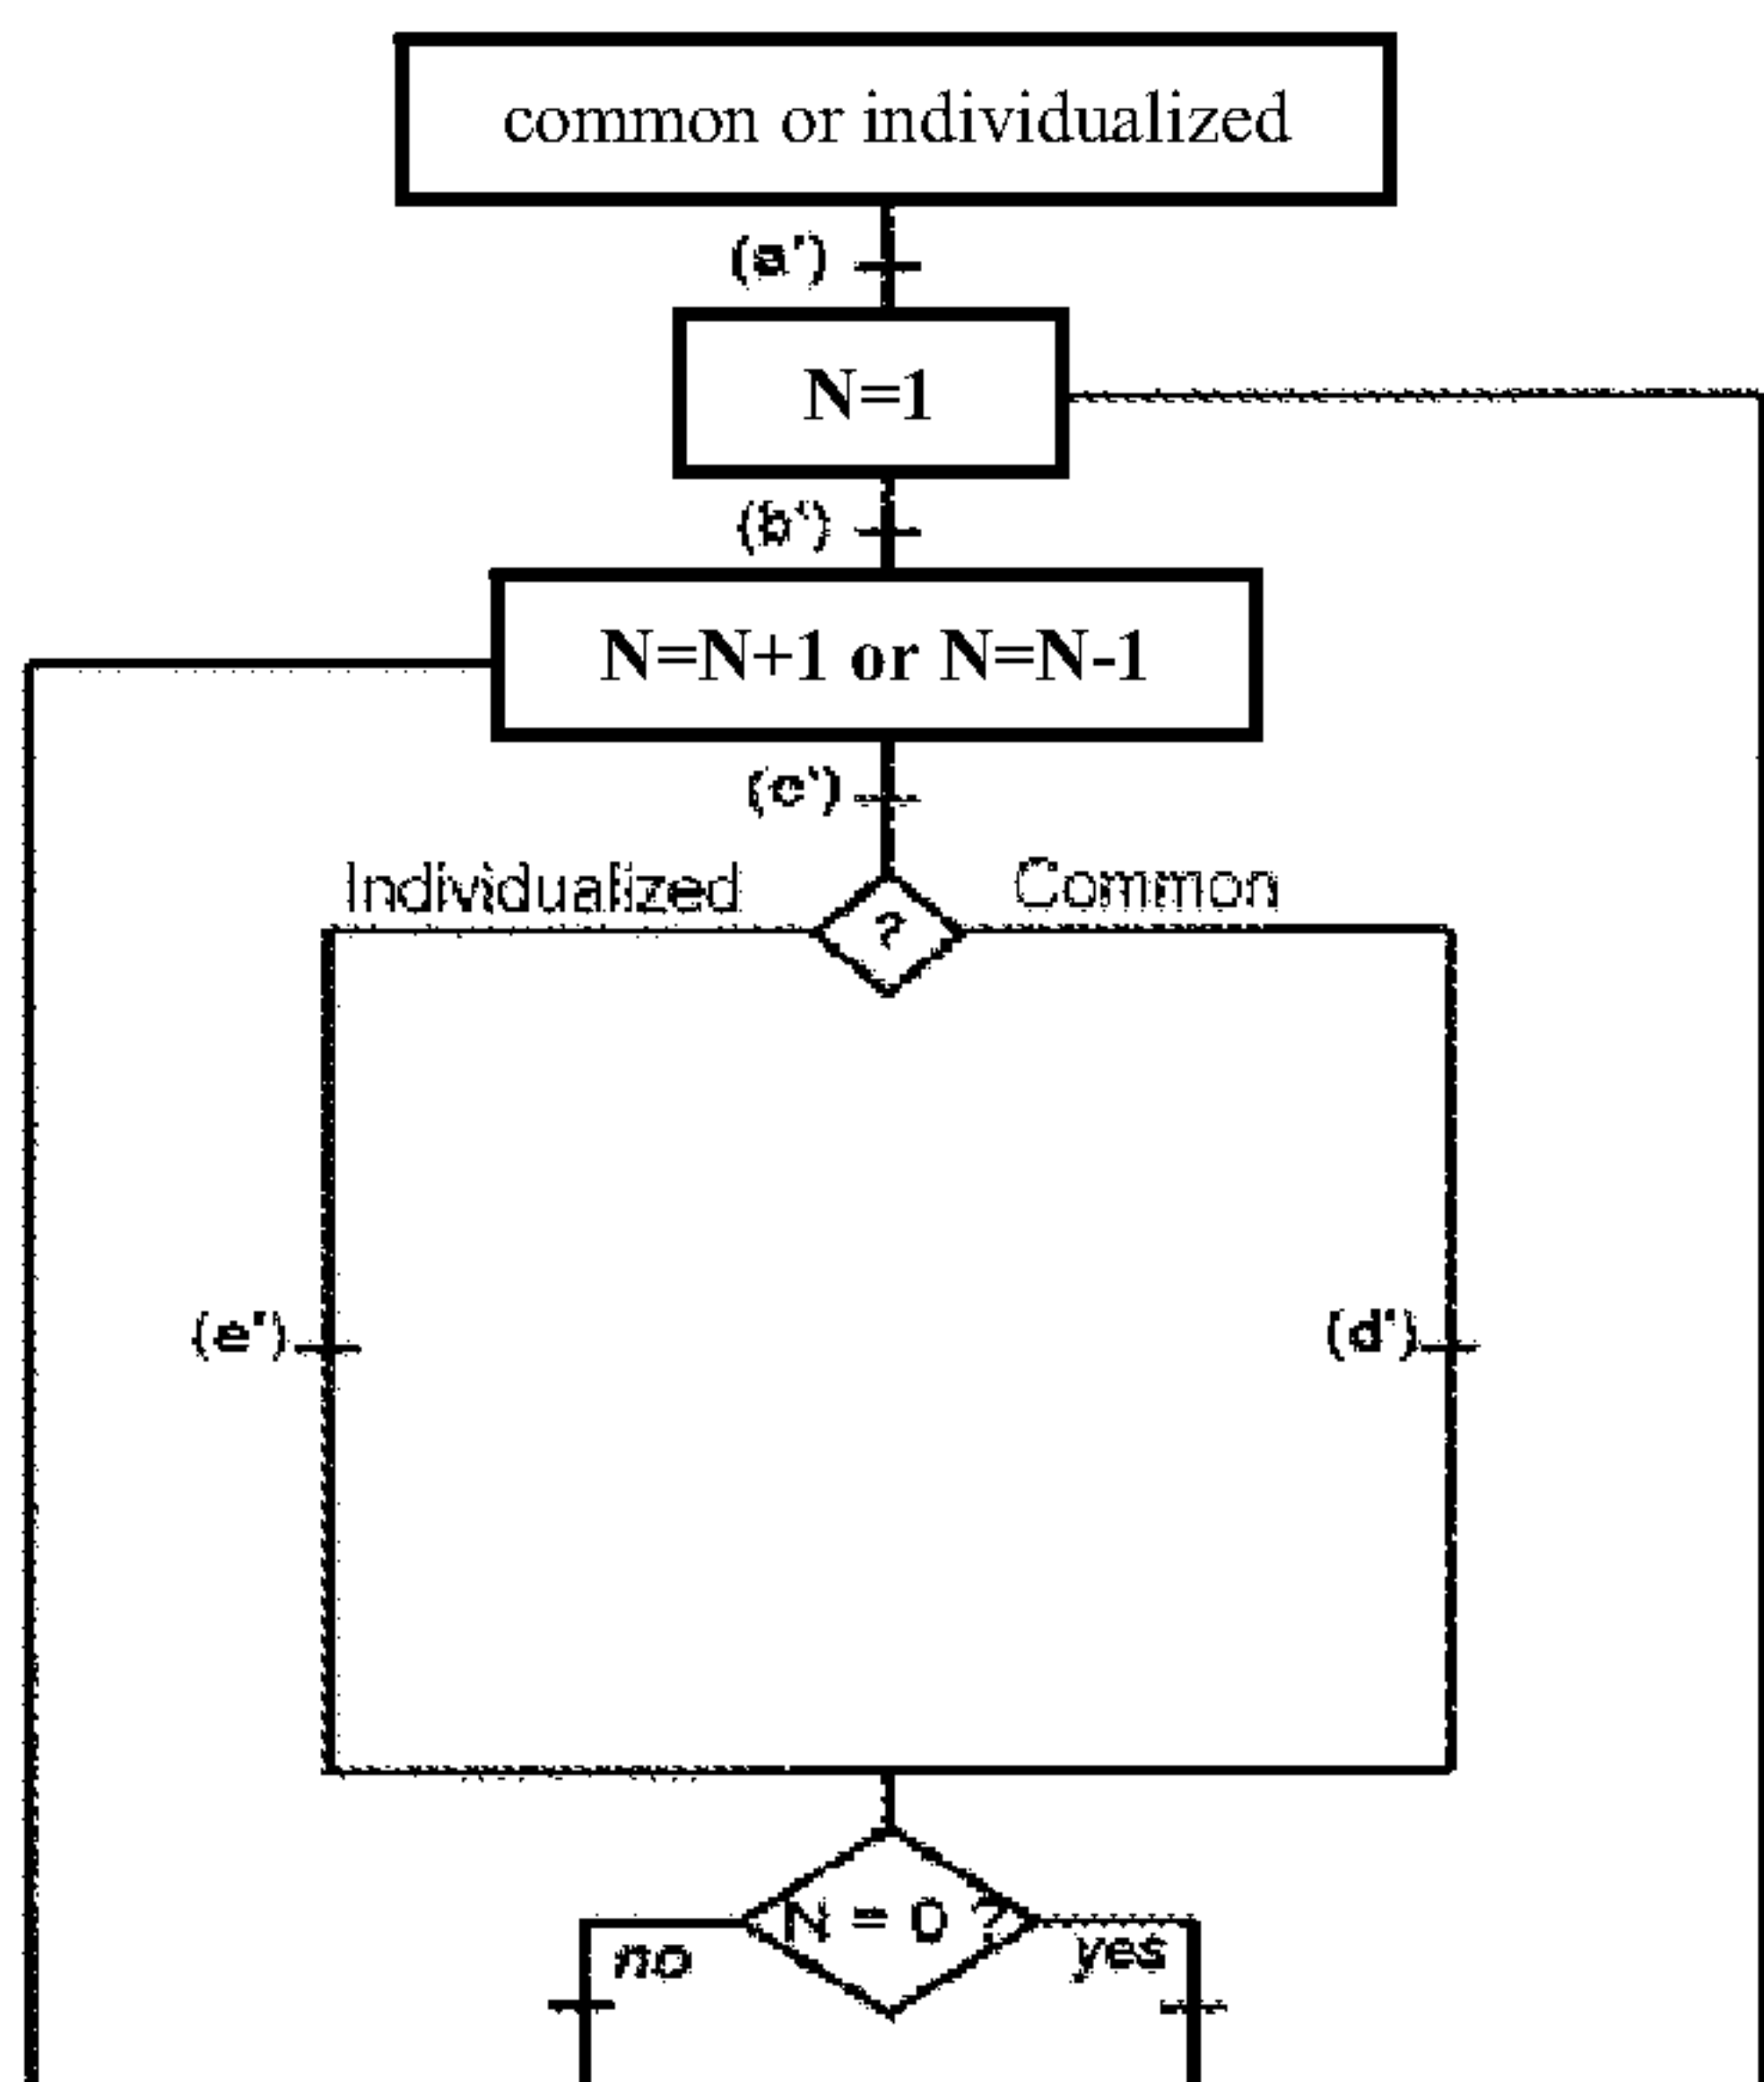 common or individualized
(a')
N=1
(b')
N=N+1 or N=N-1
(c')
Individualized
?
Common
(e')
(d')
N = 0 ?
no
yes